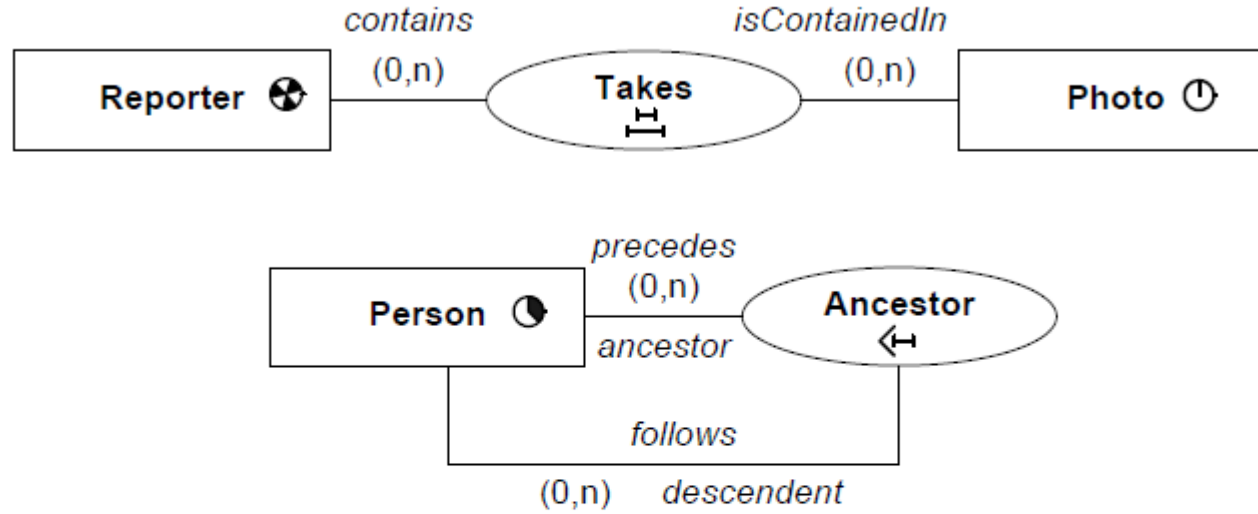 contains
isContainedIn
Reporter
(0,n)
Takes
(0,n)
Photo
precedes
(0,n)
Person
Ancestor
ancestor
follows
(0,n) descendent